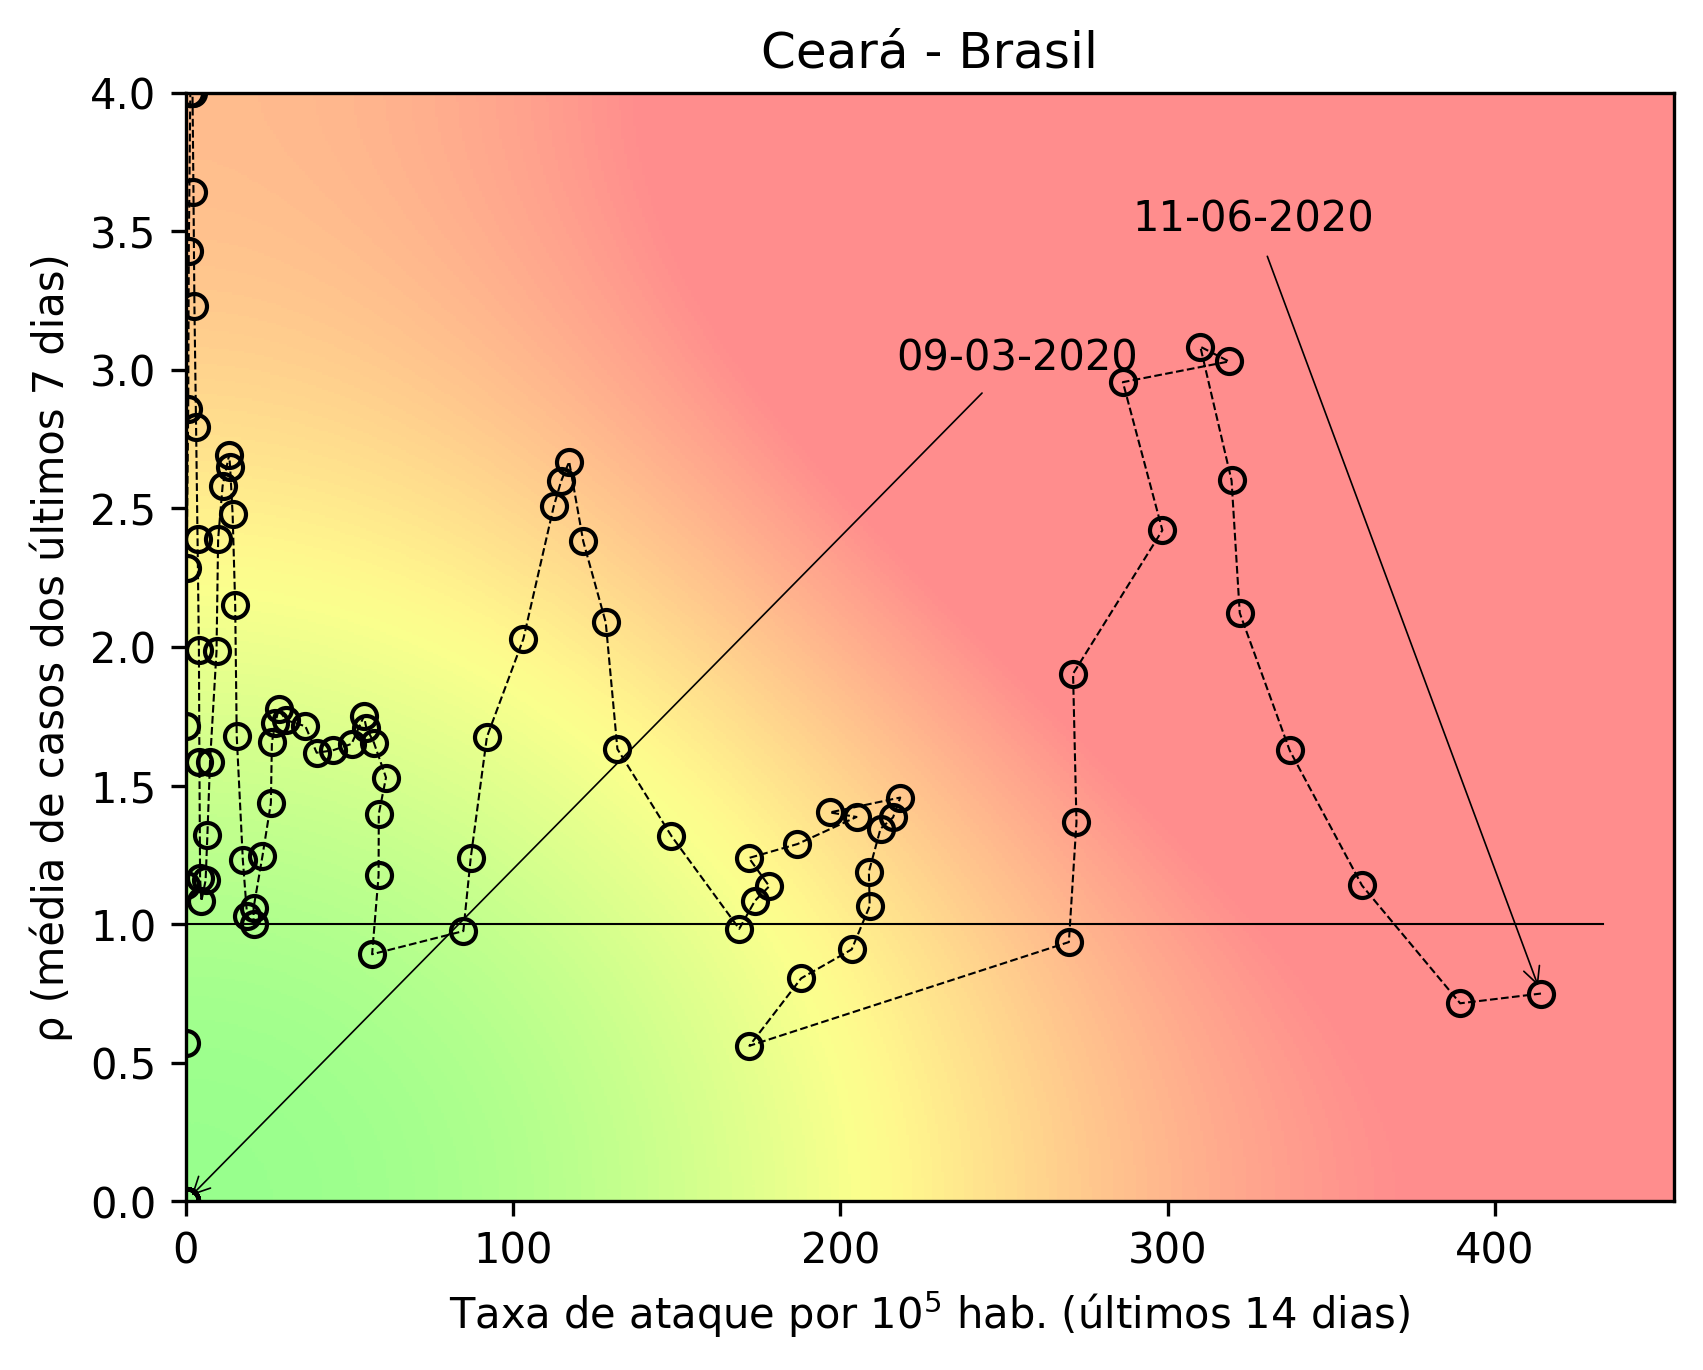 Ceará - Brasil
4.0
3.5
3.0
2.5
2.0
1.5
1.0
0.5
0.0
ρ (média de casos dos últimos 7 dias)
11-06-2020
09-03-2020
0 100 200 300 400
Taxa de ataque por 10⁵ hab. (últimos 14 dias)